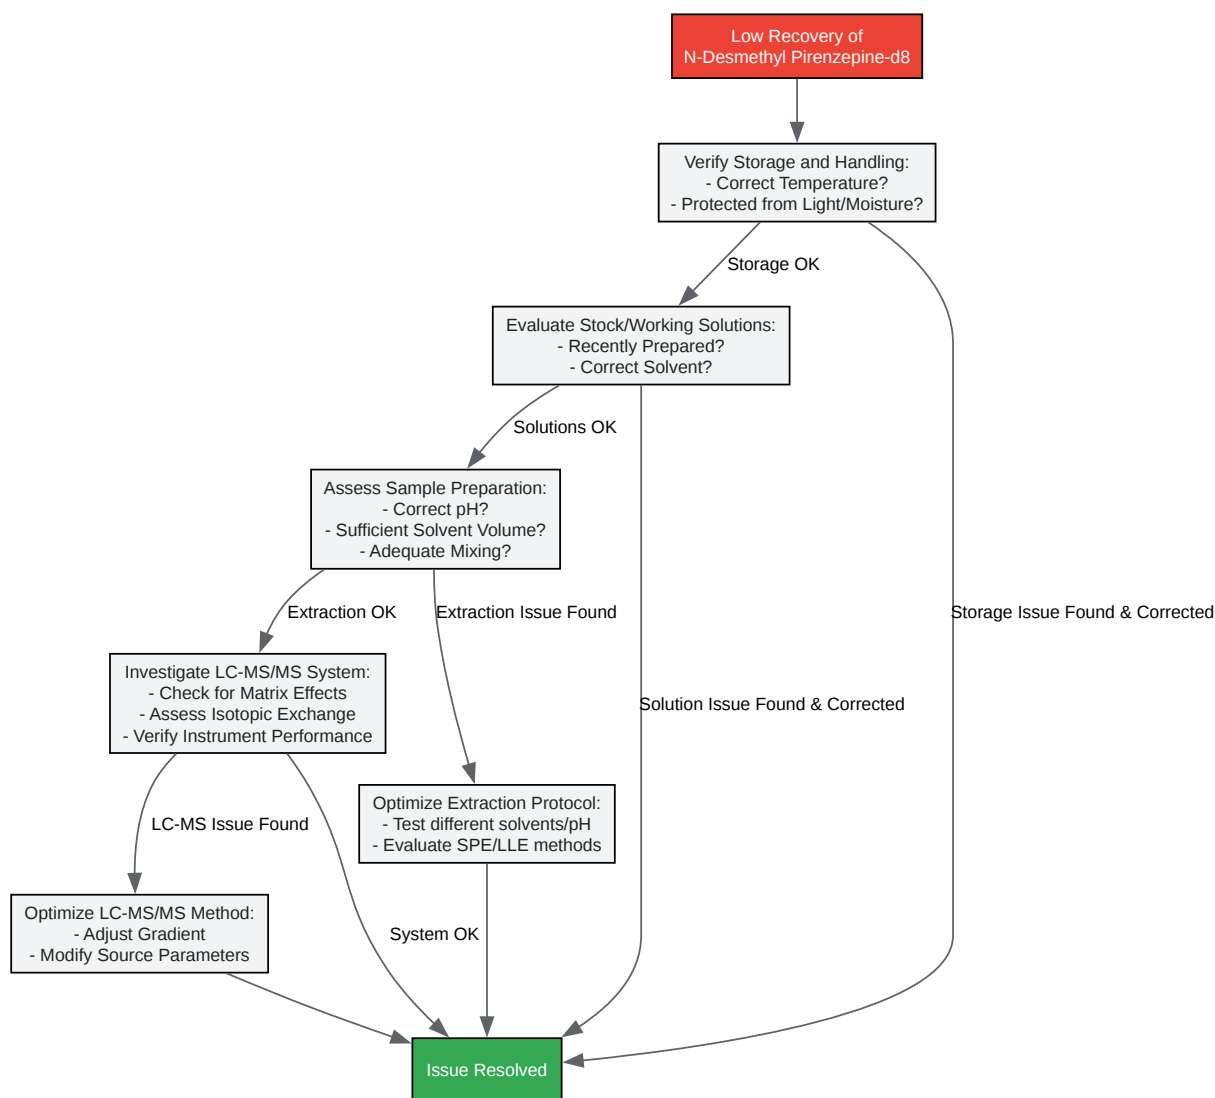 Low Recovery of
N-Desmethyl Pirenzepine-d8
Verify Storage and Handling:
- Correct Temperature?
- Protected from Light/Moisture?
Storage OK
Evaluate Stock/Working Solutions:
- Recently Prepared?
- Correct Solvent?
Solutions OK
Assess Sample Preparation:
- Correct pH?
- Sufficient Solvent Volume?
- Adequate Mixing?
Extraction OK
Extraction Issue Found
Storage Issue Found & Corrected
Investigate LC-MS/MS System:
- Check for Matrix Effects
- Assess Isotopic Exchange
- Verify Instrument Performance
Solution Issue Found & Corrected
LC-MS Issue Found
Optimize Extraction Protocol:
- Test different solvents/pH
- Evaluate SPE/LLE methods
Optimize LC-MS/MS Method:
- Adjust Gradient
- Modify Source Parameters
System OK
Issue Resolved